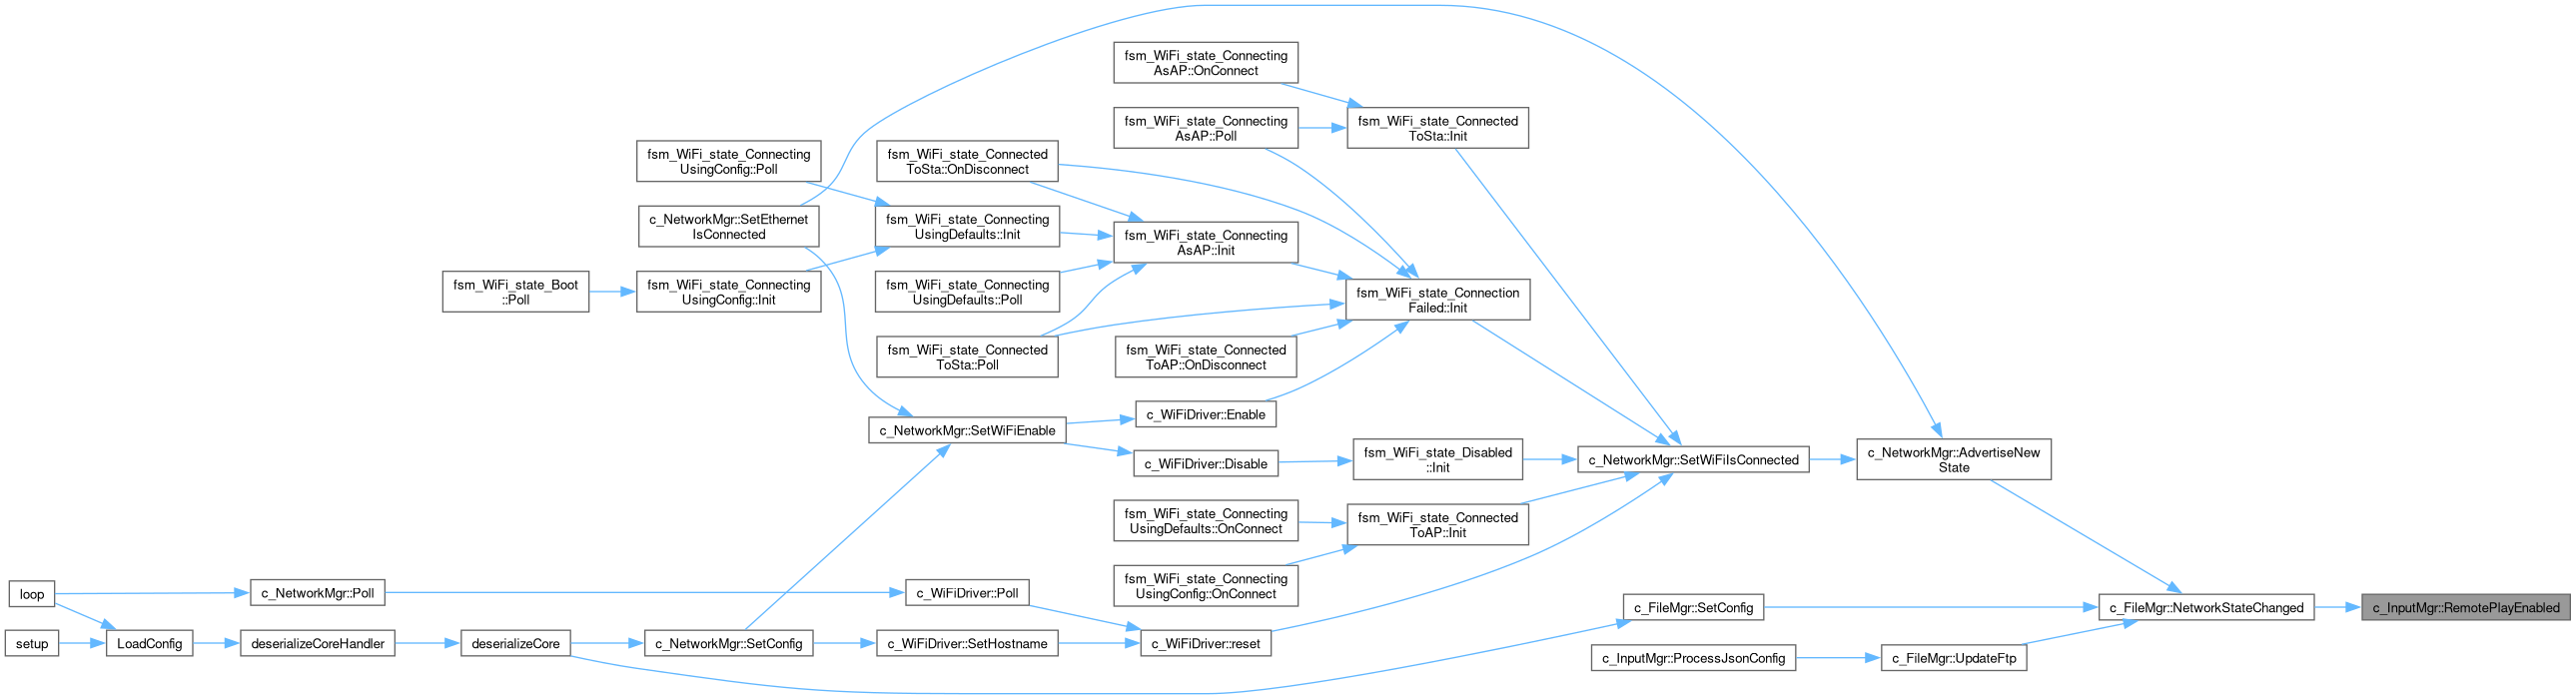 fsm_WiFi_state_Connecting
AsAP::OnConnect
fsm_WiFi_state_Connecting
AsAP::Poll
fsm_WiFi_state_Connected
ToSta::Init
fsm_WiFi_state_Connecting
UsingConfig::Poll
fsm_WiFi_state_Connected
ToSta::OnDisconnect
c_NetworkMgr::SetEthernet
IsConnected
fsm_WiFi_state_Connecting
UsingDefaults::Init
fsm_WiFi_state_Connecting
AsAP::Init
fsm_WiFi_state_Boot
::Poll
fsm_WiFi_state_Connecting
UsingConfig::Init
fsm_WiFi_state_Connecting
UsingDefaults::Poll
fsm_WiFi_state_Connection
Failed::Init
fsm_WiFi_state_Connected
ToSta::Poll
fsm_WiFi_state_Connected
ToAP::OnDisconnect
c_NetworkMgr::SetWiFiEnable
c_WiFiDriver::Enable
c_WiFiDriver::Disable
fsm_WiFi_state_Disabled
::Init
c_NetworkMgr::SetWiFiIsConnected
c_NetworkMgr::AdvertiseNew
State
fsm_WiFi_state_Connecting
UsingDefaults::OnConnect
fsm_WiFi_state_Connected
ToAP::Init
fsm_WiFi_state_Connecting
UsingConfig::OnConnect
loop
c_NetworkMgr::Poll
c_WiFiDriver::Poll
c_FileMgr::SetConfig
c_FileMgr::NetworkStateChanged
c_InputMgr::RemotePlayEnabled
setup
LoadConfig
deserializeCoreHandler
deserializeCore
c_NetworkMgr::SetConfig
c_WiFiDriver::SetHostname
c_WiFiDriver::reset
c_InputMgr::ProcessJsonConfig
c_FileMgr::UpdateFtp